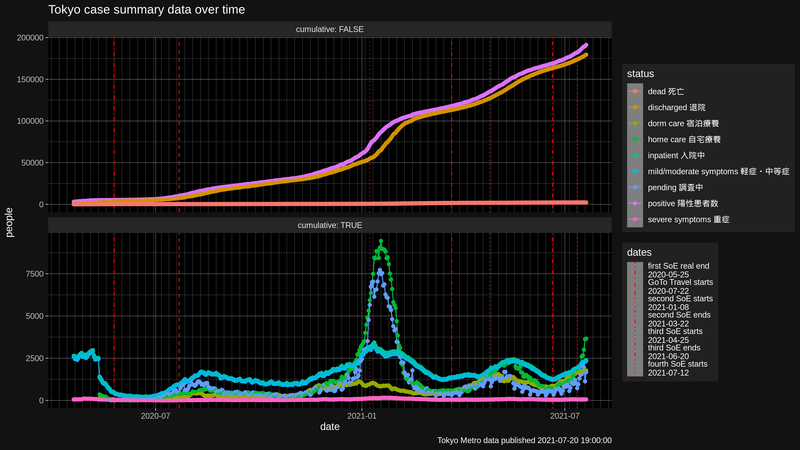 Tokyo case summary data over time
cumulative: FALSE
200000
150000
100000
50000
0
cumulative: TRUE
7500
5000
2500
0
people
2020-07
2021-01
2021-07
date
status
dead 死亡
discharged 退院
dorm care 宿泊療養
home care 自宅療養
inpatient 入院中
mild/moderate symptoms 軽症・中等症
pending 調査中
positive 陽性患者数
severe symptoms 重症
dates
first SoE real end
2020-05-25
GoTo Travel starts
2020-07-22
second SoE starts
2021-01-08
second SoE ends
2021-03-22
third SoE starts
2021-04-25
third SoE ends
2021-06-20
fourth SoE starts
2021-07-12
Tokyo Metro data published 2021-07-20 19:00:00